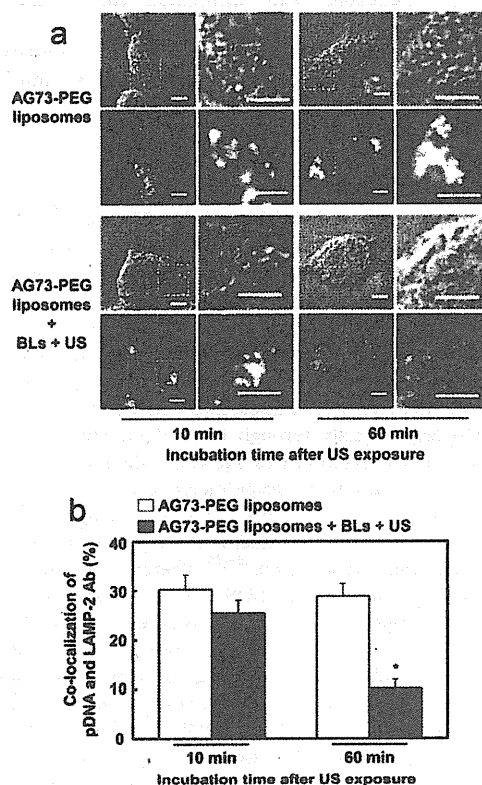 a
AG73-PEG
liposomes
AG73-PEG
liposomes
+
BLs + US
10 min
60 min
Incubation time after US exposure
b
AG73-PEG liposomes
AG73-PEG liposomes + BLs + US
Co-localization of
pDNA and LAMP-2 Ab (%)
40
30
20
10
0
*
10 min
60 min
Incubation time after US exposure